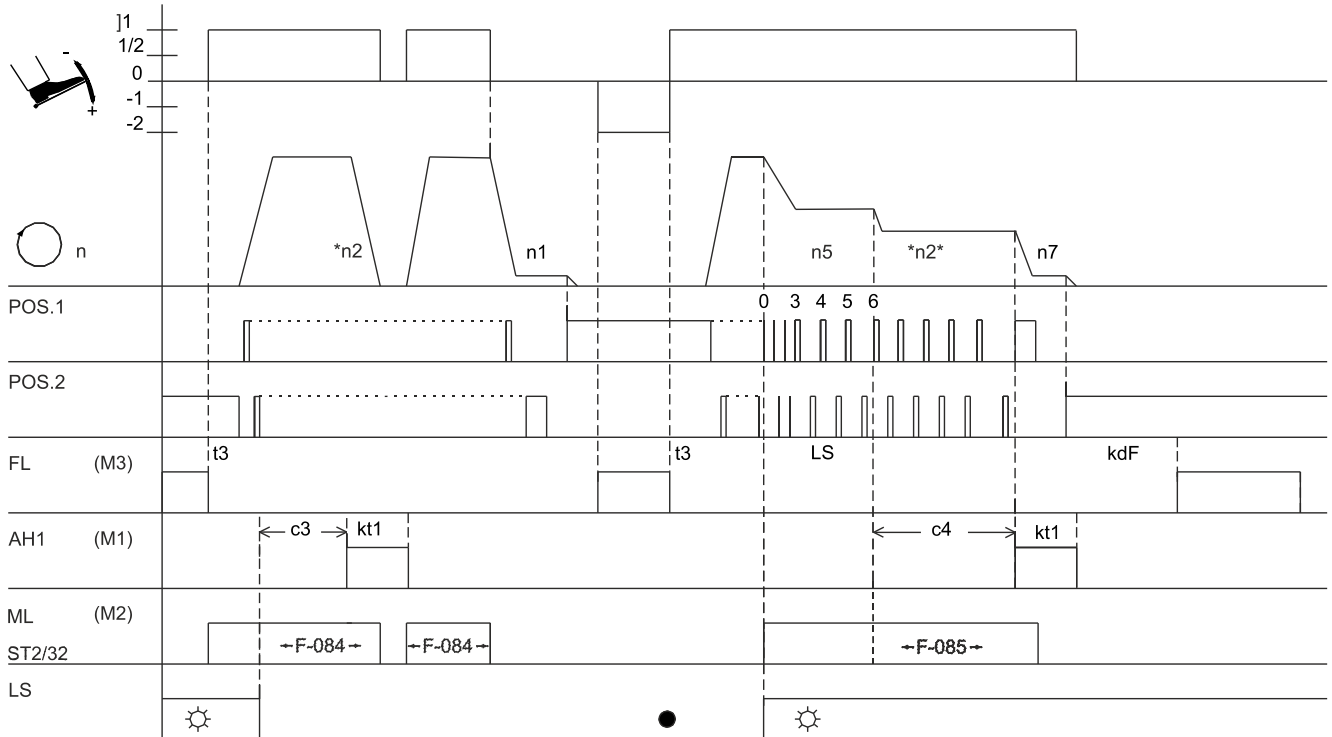 ]1
1/2
0
-1
-2
-
+
n
*n2
n1
n5
*n2*
n7
POS.1
0 3 4 5 6
POS.2
FL (M3)
t3
t3
LS
kdF
AH1 (M1)
c3 kt1
c4 kt1
ML (M2)
ST2/32
F-084
F-084
F-085
LS